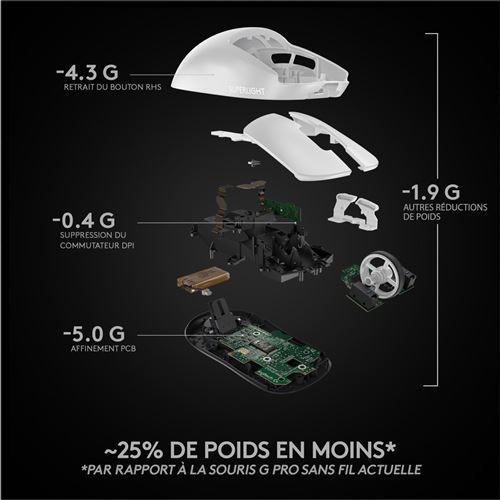 -4.3 G
RETRAIT DU BOUTON RHS
SUPERLIGHT
-1.9 G
AUTRES RÉDUCTIONS
DE POIDS
-0.4 G
SUPPRESSION DU
COMMUTATEUR DPI
-5.0 G
AFFINEMENT PCB
~25% DE POIDS EN MOINS*
*PAR RAPPORT À LA SOURIS G PRO SANS FIL ACTUELLE